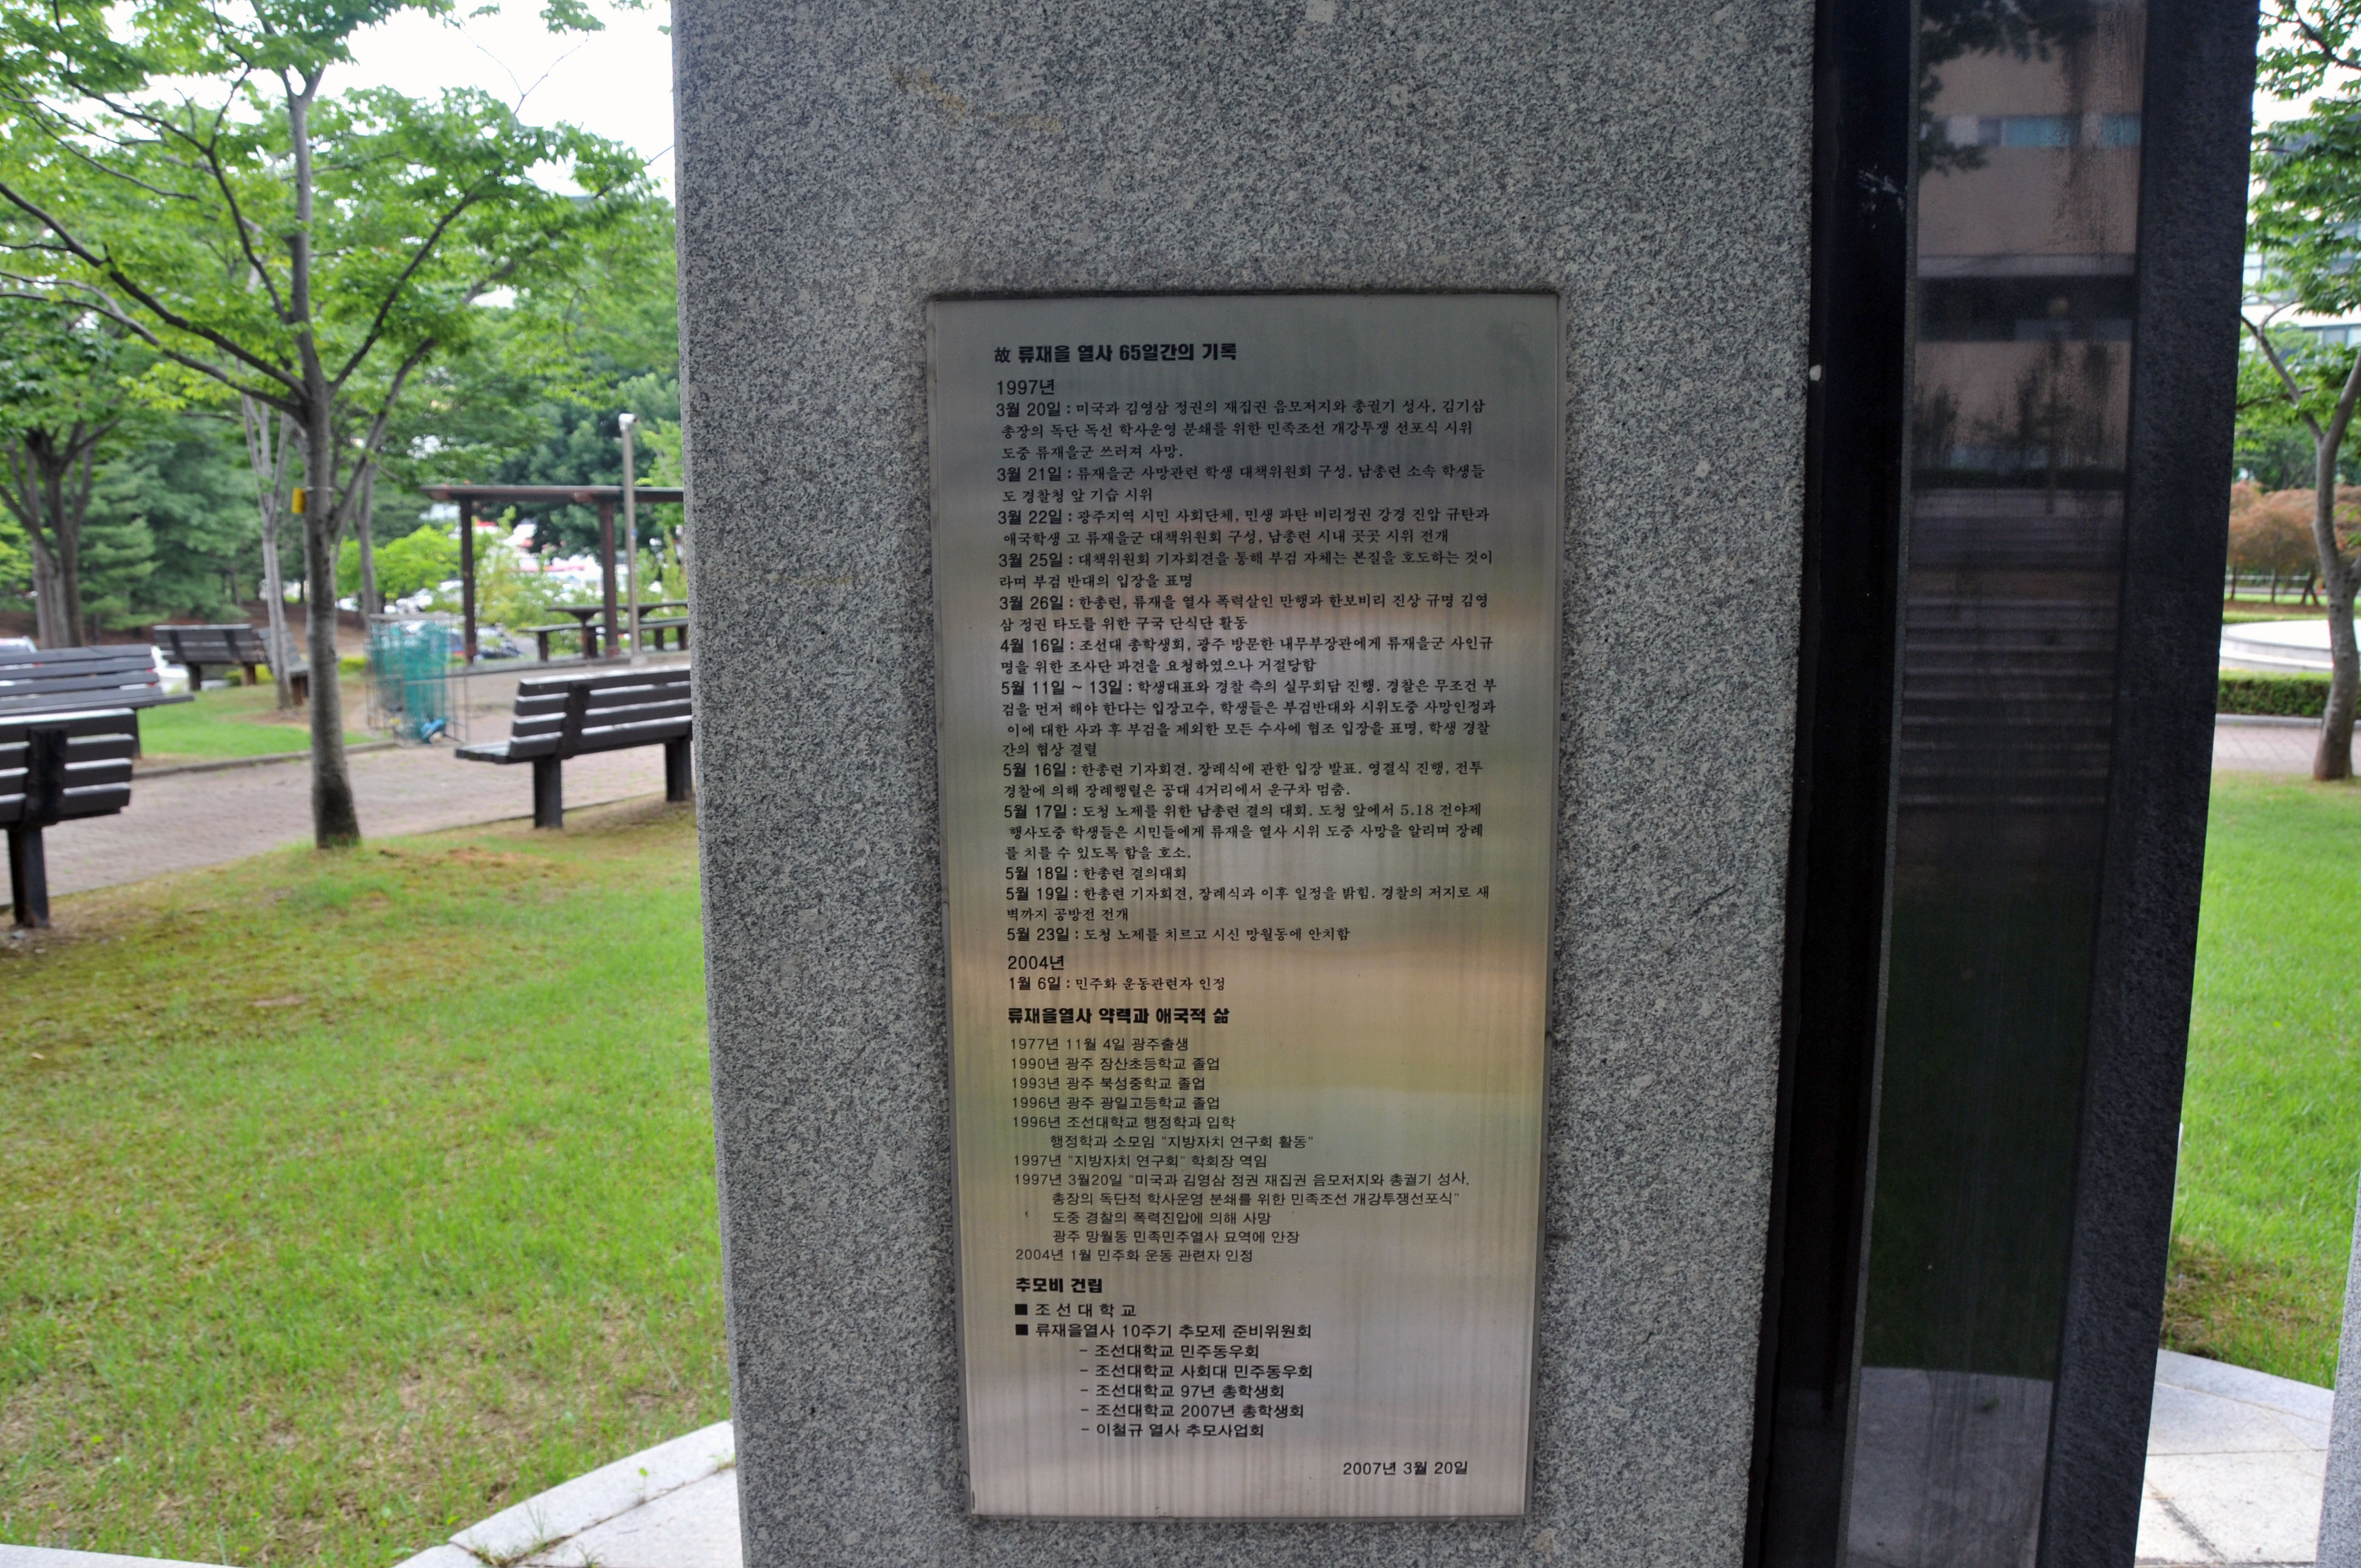 故 류재을 열사 65일간의 기록
1997년
3월 20일 : 미국과 김영삼 정권의 재집권 음모저지와 총궐기 성사, 김기삼
총장의 독단 독선 학사운영 분쇄를 위한 민족조선 개강투쟁 선포식 시위
도중 류재을군 쓰러져 사망.
3월 21일 : 류재을군 사망관련 학생 대책위원회 구성. 남총련 소속 학생들
도 경찰청 앞 기습 시위
3월 22일 : 광주지역 시민 사회단체, 민생 파탄 비리정권 강경 진압 규탄과
애국학생 고 류재을군 대책위원회 구성, 남총련 시내 곳곳 시위 전개
3월 25일 : 대책위원회 기자회견을 통해 부검 자체는 본질을 호도하는 것이
라며 부검 반대의 입장을 표명
3월 26일 : 한총련, 류재을 열사 폭력살인 만행과 한보비리 진상 규명 김영
삼 정권 타도를 위한 구국 단식단 활동
4월 16일 : 조선대 총학생회, 광주 방문한 내무부장관에게 류재을군 사인규
명을 위한 조사단 파견을 요청하였으나 거절당함
5월 11일 ~ 13일 : 학생대표와 경찰 측의 실무회담 진행. 경찰은 무조건 부
검을 먼저 해야 한다는 입장고수, 학생들은 부검반대와 시위도중 사망인정과
이에 대한 사과 후 부검을 제외한 모든 수사에 협조 입장을 표명, 학생 경찰
간의 협상 결렬
5월 16일 : 한총련 기자회견. 장례식에 관한 입장 발표. 영결식 진행, 전투
경찰에 의해 장례행렬은 공대 4거리에서 운구차 멈춤.
5월 17일 : 도청 노제를 위한 남총련 결의 대회. 도청 앞에서 5.18 전야제
행사도중 학생들은 시민들에게 류재을 열사 시위 도중 사망을 알리며 장례
를 치를 수 있도록 함을 호소.
5월 18일 : 한총련 결의대회
5월 19일 : 한총련 기자회견, 장례식과 이후 일정을 밝힘. 경찰의 저지로 새
벽까지 공방전 전개
5월 23일 : 도청 노제를 치르고 시신 망월동에 안치함
2004년
1월 6일 : 민주화 운동관련자 인정
류재을열사 약력과 애국적 삶
1977년 11월 4일 광주출생
1990년 광주 장산초등학교 졸업
1993년 광주 북성중학교 졸업
1996년 광주 광일고등학교 졸업
1996년 조선대학교 행정학과 입학
행정학과 소모임 "지방자치 연구회 활동"
1997년 "지방자치 연구회" 학회장 역임
1997년 3월20일 "미국과 김영삼 정권 재집권 음모저지와 총궐기 성사,
총장의 독단적 학사운영 분쇄를 위한 민족조선 개강투쟁선포식"
도중 경찰의 폭력진압에 의해 사망
광주 망월동 민족민주열사 묘역에 안장
2004년 1월 민주화 운동 관련자 인정
추모비 건립
■ 조 선 대 학 교
■ 류재을열사 10주기 추모제 준비위원회
- 조선대학교 민주동우회
- 조선대학교 사회대 민주동우회
- 조선대학교 97년 총학생회
- 조선대학교 2007년 총학생회
- 이철규 열사 추모사업회
2007년 3월 20일